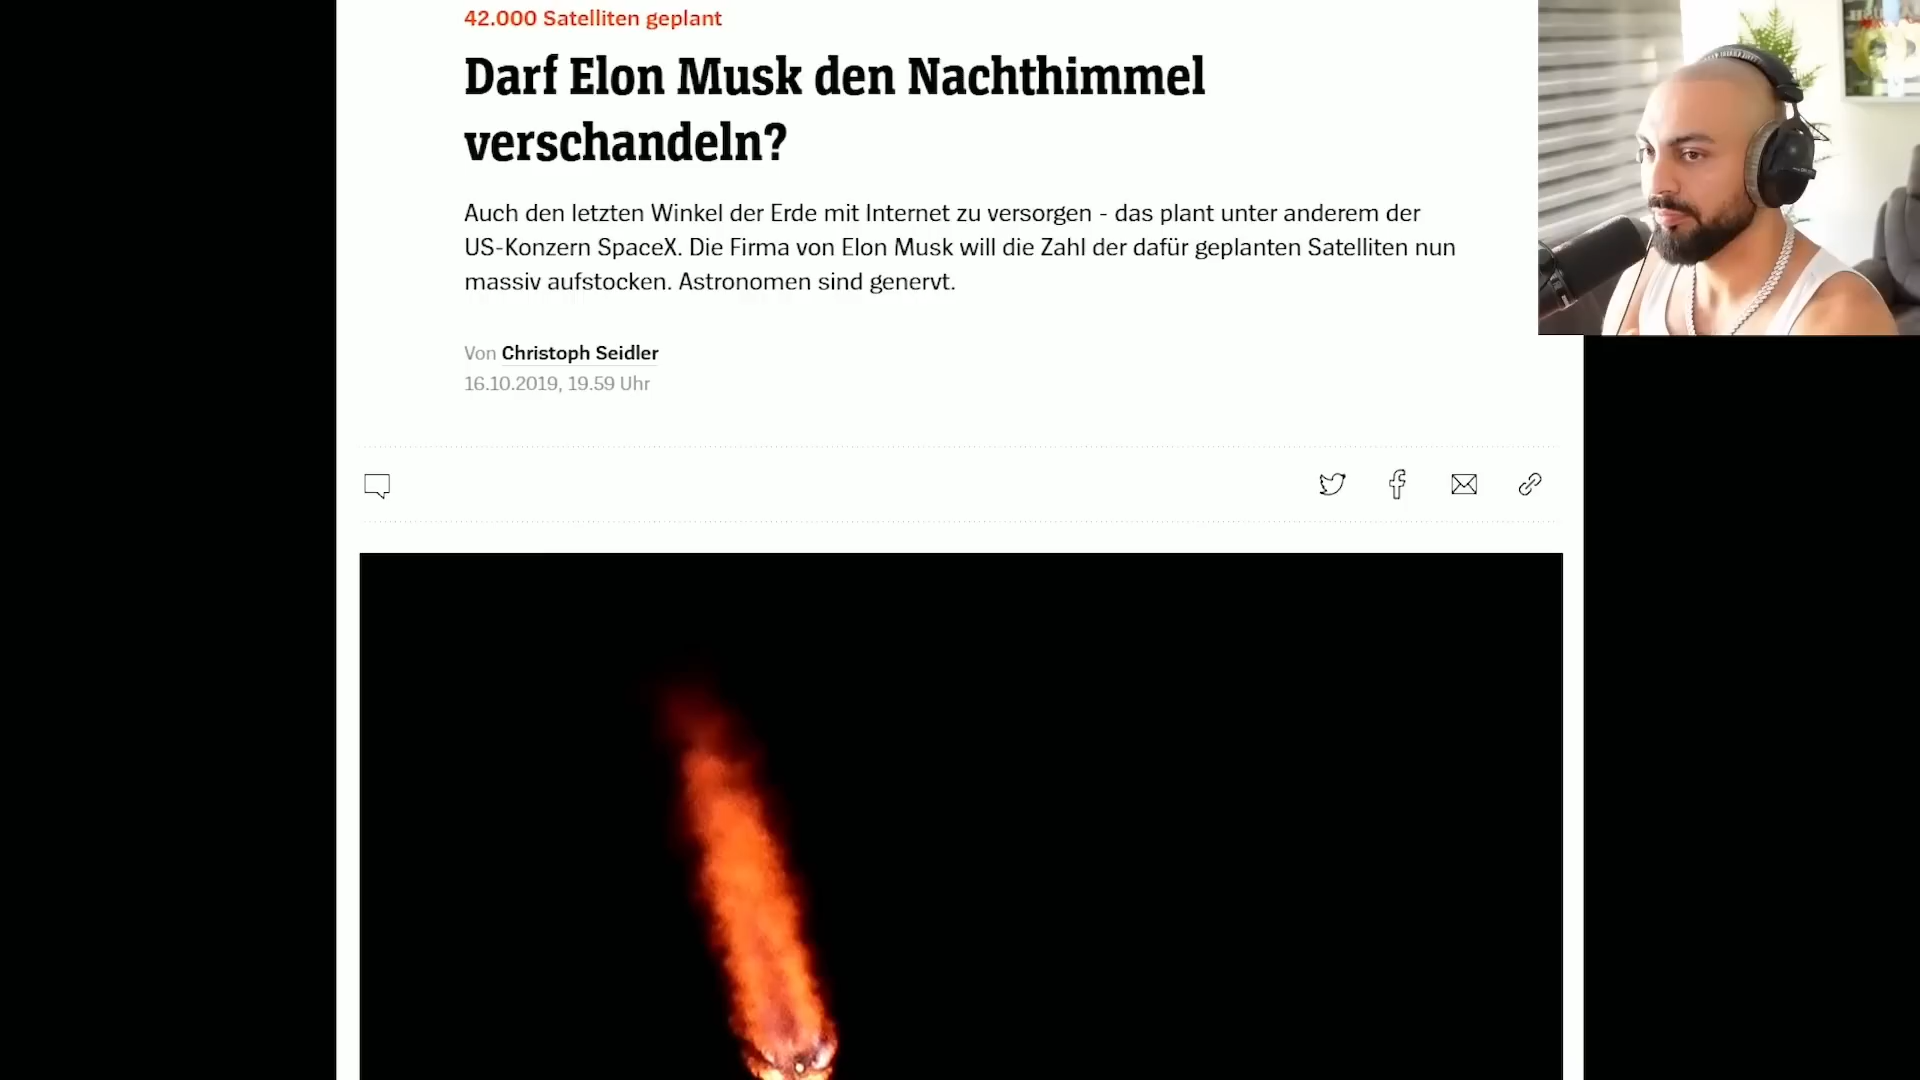 42.000 Satelliten geplant
Darf Elon Musk den Nachthimmel
verschandeln?
Auch den letzten Winkel der Erde mit Internet zu versorgen - das plant unter anderem der
US-Konzern SpaceX. Die Firma von Elon Musk will die Zahl der dafür geplanten Satelliten nun
massiv aufstocken. Astronomen sind genervt.
Von Christoph Seidler
16.10.2019, 19.59 Uhr